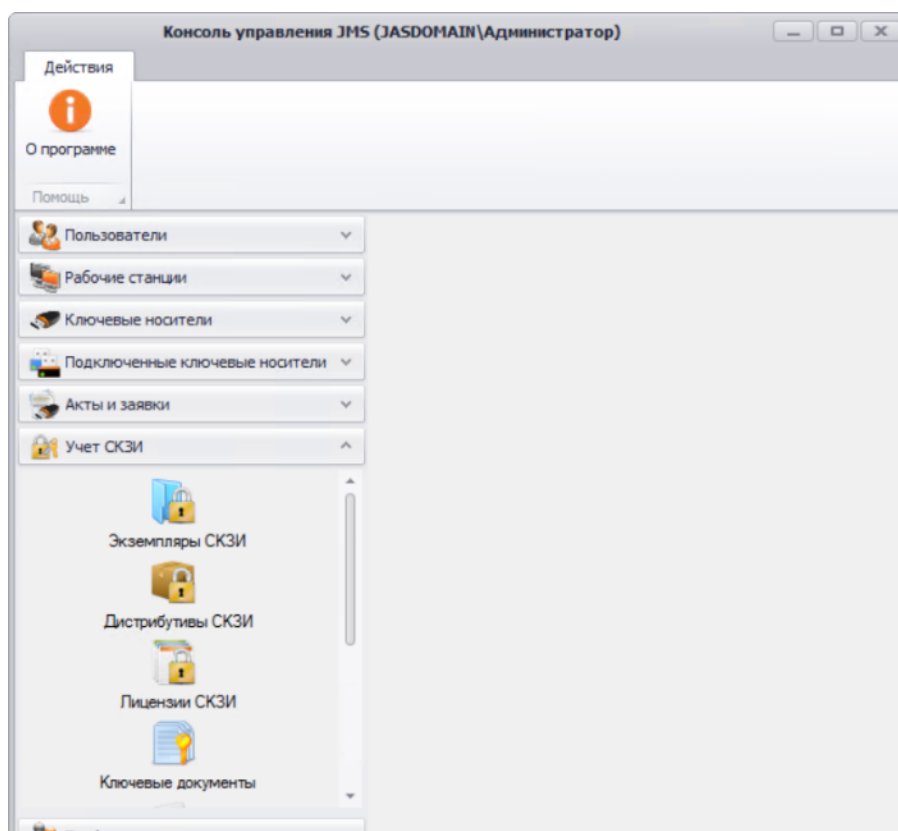 Консоль управления JMS (JASDOMAIN\Администратор)
Действия
О программе
Помощь
Пользователи
Рабочие станции
Ключевые носители
Подключенные ключевые носители
Акты и заявки
Учет СКЗИ
Экземпляры СКЗИ
Дистрибутивы СКЗИ
Лицензии СКЗИ
Ключевые документы